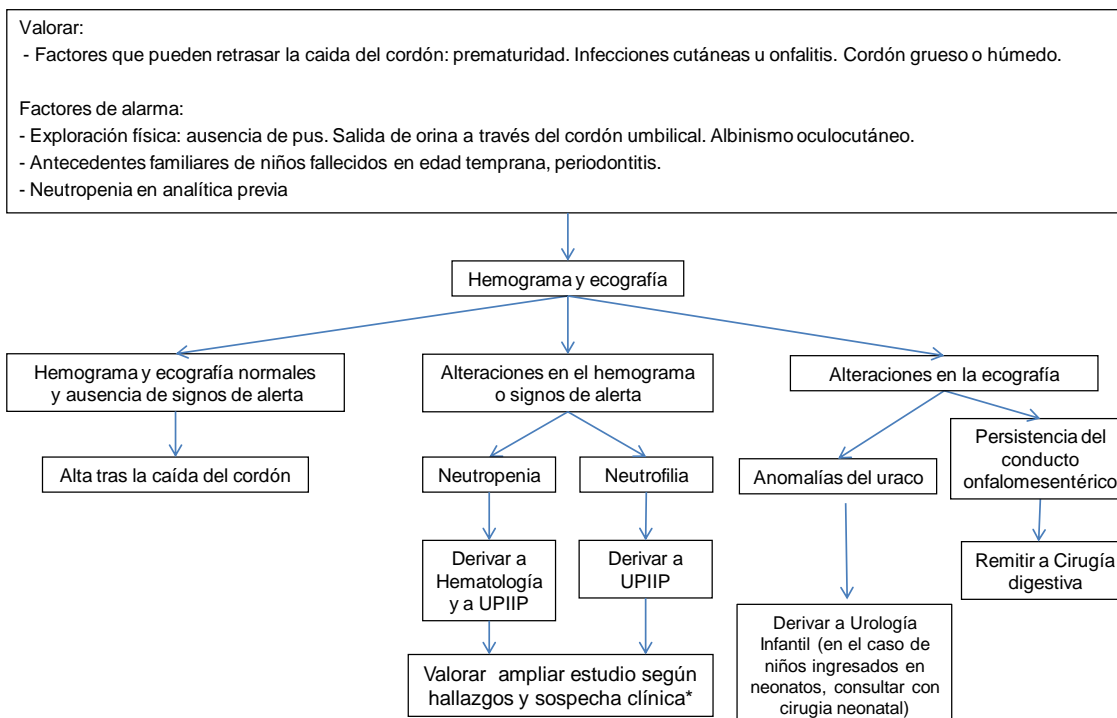 Valorar:
- Factores que pueden retrasar la caida del cordón: prematuridad. Infecciones cutáneas u onfalitis. Cordón grueso o húmedo.
Factores de alarma:
- Exploración física: ausencia de pus. Salida de orina a través del cordón umbilical. Albinismo oculocutáneo.
- Antecedentes familiares de niños fallecidos en edad temprana, periodontitis.
- Neutropenia en analítica previa
Hemograma y ecografía
Hemograma y ecografía normales
y ausencia de signos de alerta
Alta tras la caída del cordón
Alteraciones en el hemograma
o signos de alerta
Neutropenia
Neutrofilia
Derivar a
Hematología
y a UPIIP
Derivar a
UPIIP
Valorar ampliar estudio según
hallazgos y sospecha clínica*
Alteraciones en la ecografía
Anomalías del uraco
Persistencia del
conducto
onfalomesentérico
Derivar a Urología
Infantil (en el caso de
niños ingresados en
neonatos, consultar con
cirugia neonatal)
Remitir a Cirugía
digestiva